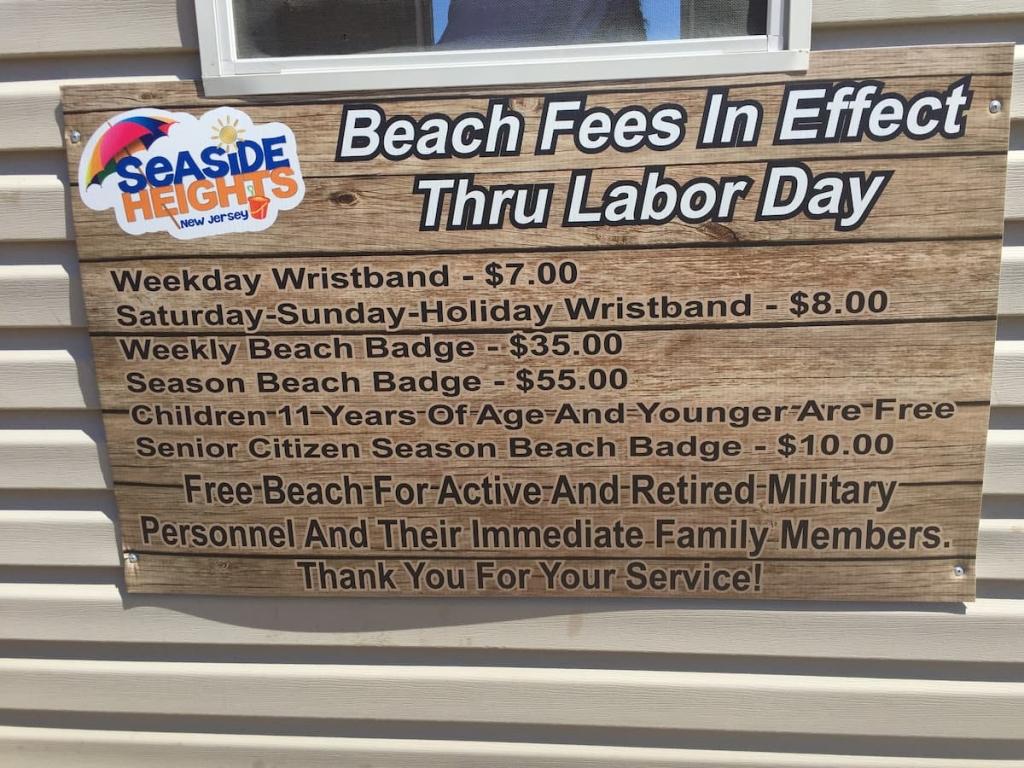 SEASIDE
HEIGHTS
New Jersey
Beach Fees In Effect
Thru Labor Day
Weekday Wristband - $7.00
Saturday-Sunday-Holiday Wristband - $8.00
Weekly Beach Badge - $35.00
Season Beach Badge - $55.00
Children 11 Years Of Age And Younger Are Free
Senior Citizen Season Beach Badge - $10.00
Free Beach For Active And Retired Military
Personnel And Their Immediate Family Members.
Thank You For Your Service!